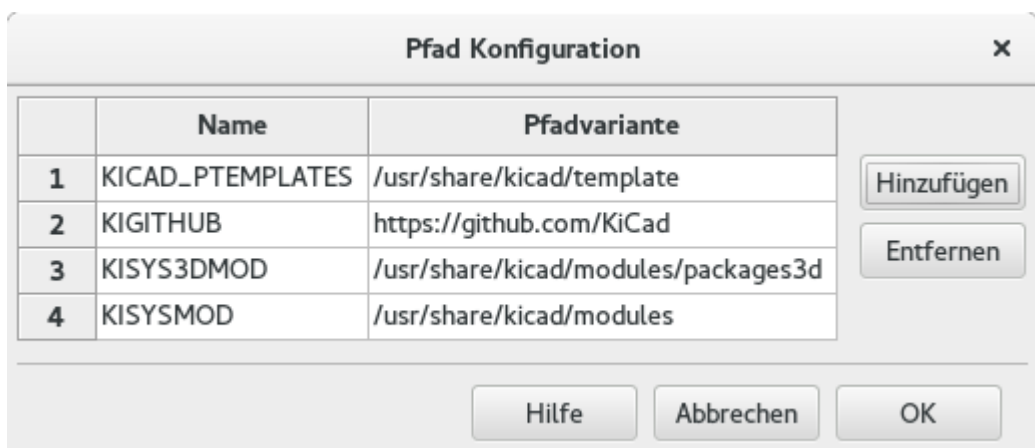 Pfad Konfiguration ×
Name Pfadvariante
1 KICAD_PTEMPLATES /usr/share/kicad/template
Hinzufügen
2 KIGITHUB https://github.com/KiCad
Entfernen
3 KISYS3DMOD /usr/share/kicad/modules/packages3d
4 KISYSMOD /usr/share/kicad/modules
Hilfe Abbrechen OK